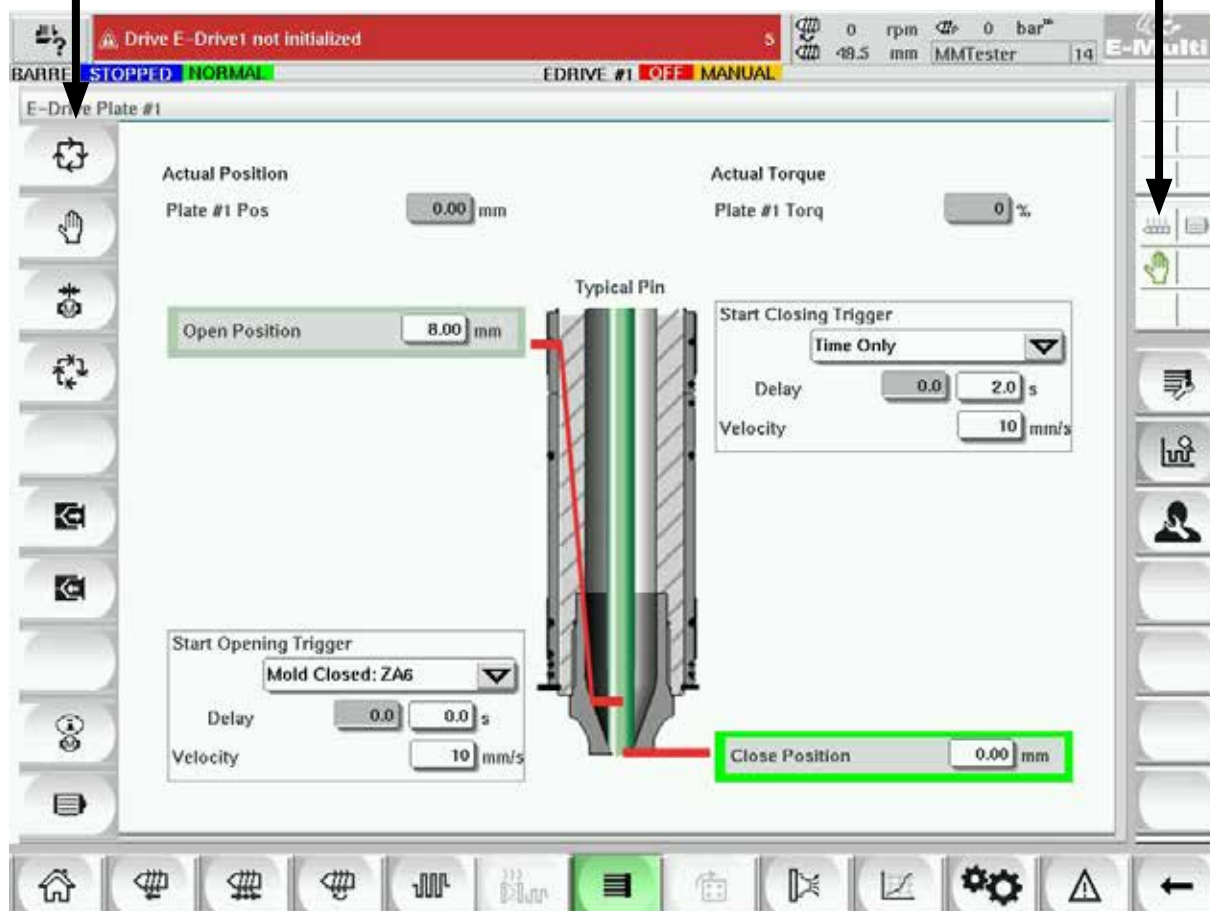 Drive E-Drive1 not initialized 5
0 rpm 0 bar
48.5 mm MMTester 14
E-Multi
STOPPED NORMAL EDRIVE #1 OFF MANUAL
E-Drive Plate #1
Actual Position
Plate #1 Pos 0.00 mm
Actual Torque
Plate #1 Torq 0 %
Typical Pin
Open Position 8.00 mm
Start Closing Trigger
Time Only
Delay 0.0 2.0 s
Velocity 10 mm/s
Start Opening Trigger
Mold Closed: ZA6
Delay 0.0 0.0 s
Velocity 10 mm/s
Close Position 0.00 mm